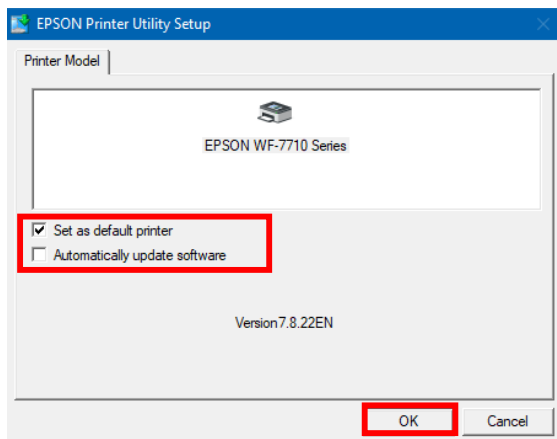 EPSON Printer Utility Setup
Printer Model
EPSON WF-7710 Series
Set as default printer
Automatically update software
Version7.8.22EN
OK
Cancel